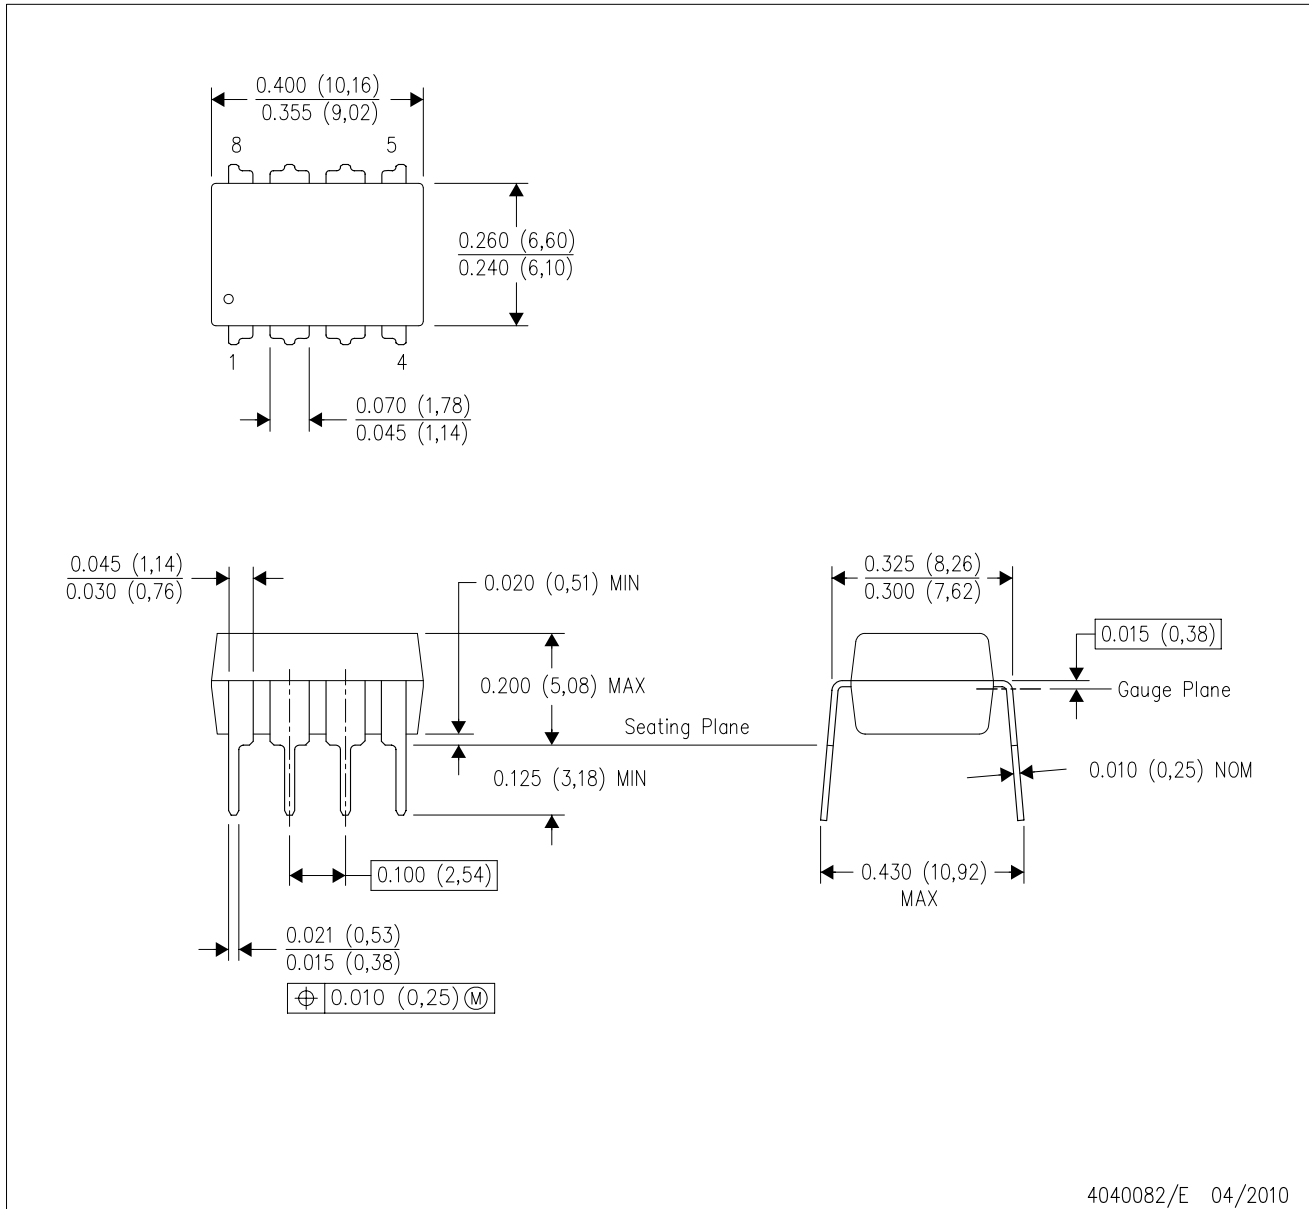 0.400 (10,16)
0.355 (9,02)
8
5
0.260 (6,60)
0.240 (6,10)
1
4
0.070 (1,78)
0.045 (1,14)
0.045 (1,14)
0.030 (0,76)
0.020 (0,51) MIN
0.200 (5,08) MAX
Seating Plane
0.125 (3,18) MIN
0.100 (2,54)
0.021 (0,53)
0.015 (0,38)
⌖ 0.010 (0,25) Ⓜ
0.325 (8,26)
0.300 (7,62)
0.015 (0,38)
Gauge Plane
0.010 (0,25) NOM
0.430 (10,92)
MAX
4040082/E 04/2010